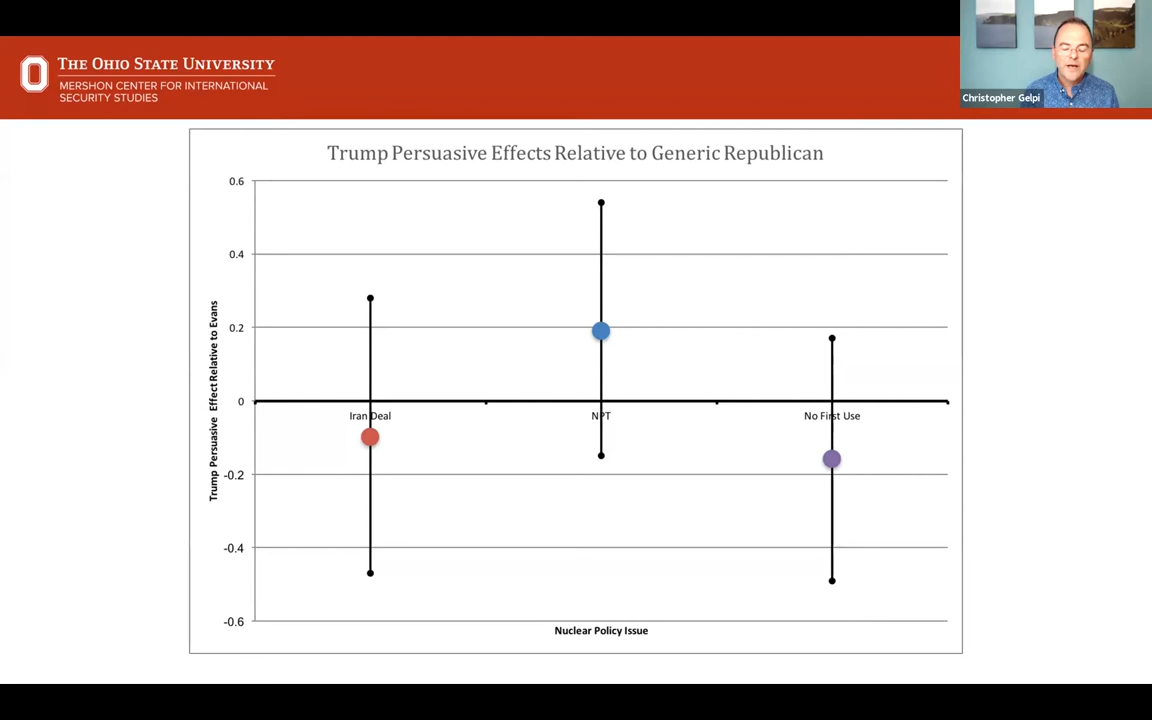 THE OHIO STATE UNIVERSITY
MERSHON CENTER FOR INTERNATIONAL
SECURITY STUDIES
Christopher Gelpi
Trump Persuasive Effects Relative to Generic Republican
0.6
0.4
0.2
0
-0.2
-0.4
-0.6
Trump Persuasive Effect Relative to Evans
Iran Deal
NPT
No First Use
Nuclear Policy Issue